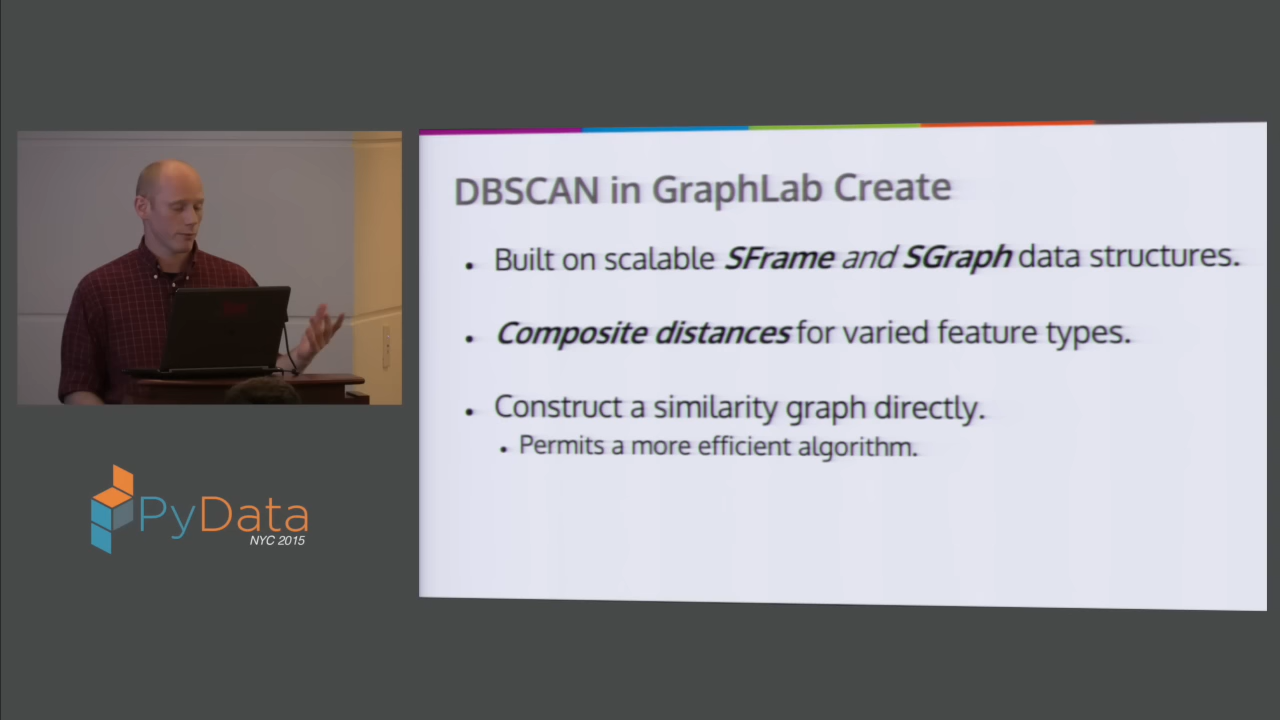 DBSCAN in GraphLab Create
• Built on scalable SFrame and SGraph data structures.
• Composite distances for varied feature types.
• Construct a similarity graph directly.
• Permits a more efficient algorithm.
PyData
NYC 2015